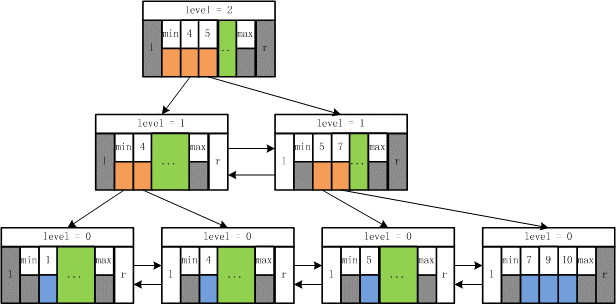 level = 2
l min 4 5 .. max r
level = 1
l min 4 ... max r
level = 1
l min 5 7 ... max r
level = 0
l min 1 ... max r
level = 0
l min 4 ... max r
level = 0
l min 5 ... max r
level = 0
l min 7 9 10 max r